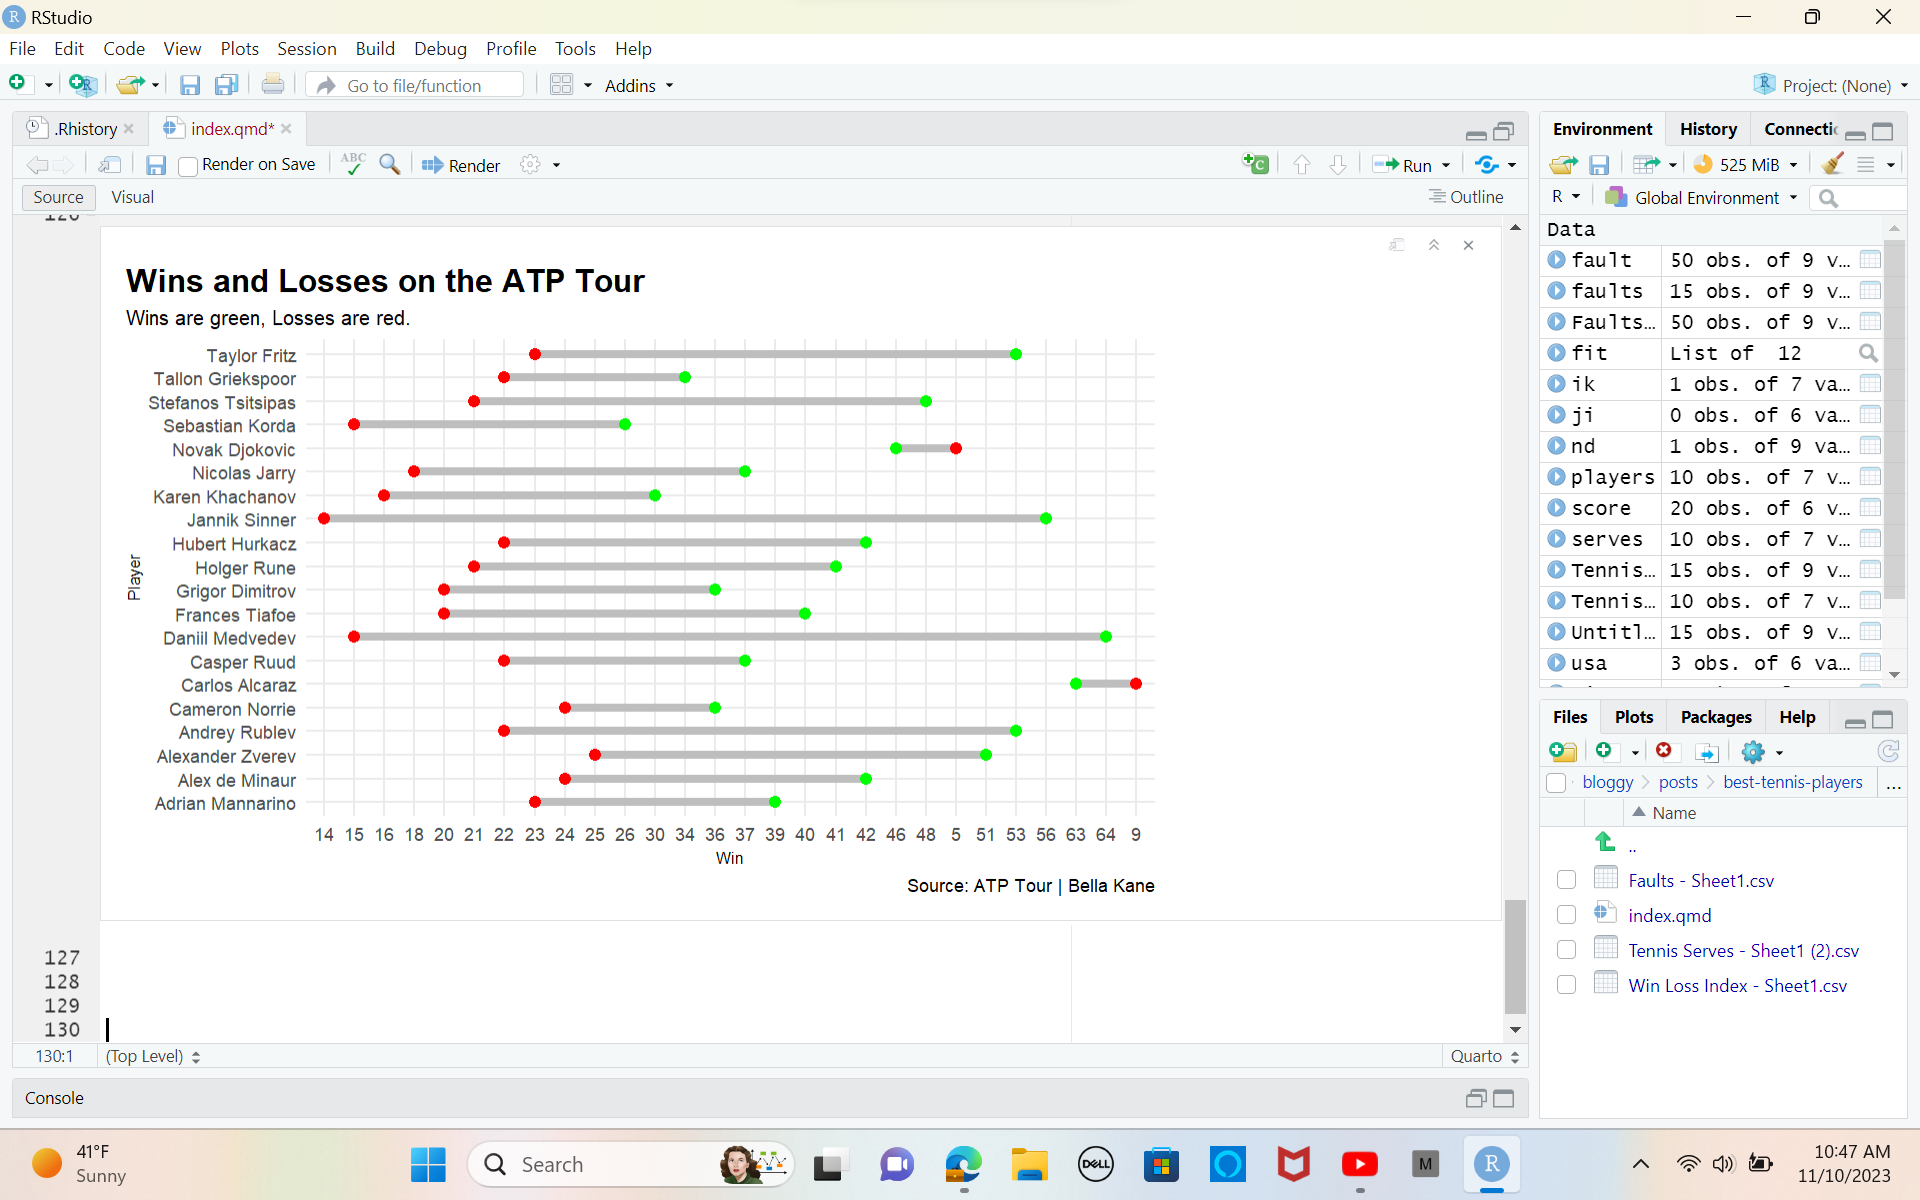 RStudio
File Edit Code View Plots Session Build Debug Profile Tools Help
Go to file/function Addins Project: (None)
.Rhistory index.qmd*
Render on Save ABC Render Run
Source Visual Outline
Wins and Losses on the ATP Tour
Wins are green, Losses are red.
Player
Taylor Fritz
Tallon Griekspoor
Stefanos Tsitsipas
Sebastian Korda
Novak Djokovic
Nicolas Jarry
Karen Khachanov
Jannik Sinner
Hubert Hurkacz
Holger Rune
Grigor Dimitrov
Frances Tiafoe
Daniil Medvedev
Casper Ruud
Carlos Alcaraz
Cameron Norrie
Andrey Rublev
Alexander Zverev
Alex de Minaur
Adrian Mannarino
14 15 16 18 20 21 22 23 24 25 26 30 34 36 37 39 40 41 42 46 48 5 51 53 56 63 64 9
Win
Source: ATP Tour | Bella Kane
127
128
129
130
130:1 (Top Level) Quarto
Console
Environment History Connectic
525 MiB
R Global Environment
Data
fault 50 obs. of 9 v…
faults 15 obs. of 9 v…
Faults… 50 obs. of 9 v…
fit List of 12
ik 1 obs. of 7 va…
ji 0 obs. of 6 va…
nd 1 obs. of 9 va…
players 10 obs. of 7 v…
score 20 obs. of 6 v…
serves 10 obs. of 7 v…
Tennis… 15 obs. of 9 v…
Tennis… 10 obs. of 7 v…
Untitl… 15 obs. of 9 v…
usa 3 obs. of 6 va…
Files Plots Packages Help
bloggy posts best-tennis-players ...
Name
..
Faults - Sheet1.csv
index.qmd
Tennis Serves - Sheet1 (2).csv
Win Loss Index - Sheet1.csv
41°F
Sunny
Search
DELL
M
R
10:47 AM
11/10/2023